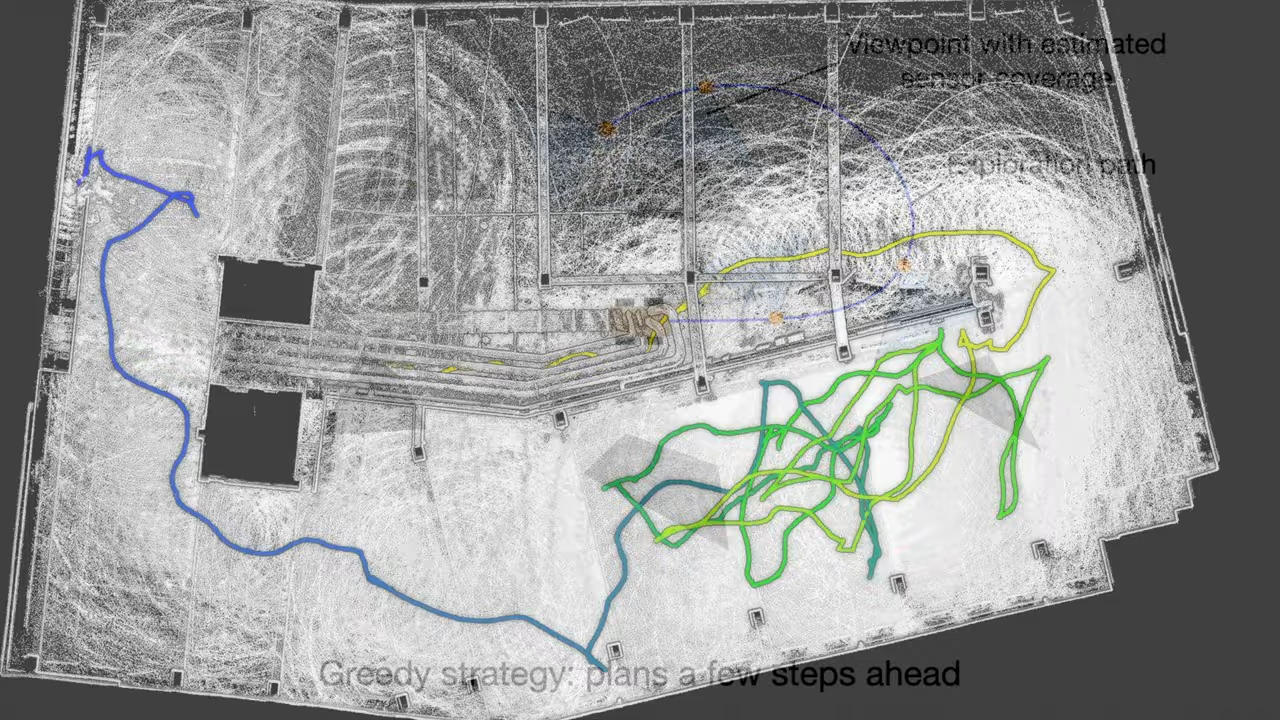 Viewpoint with estimated
sensor coverage
Exploration path
Greedy strategy: plans a few steps ahead